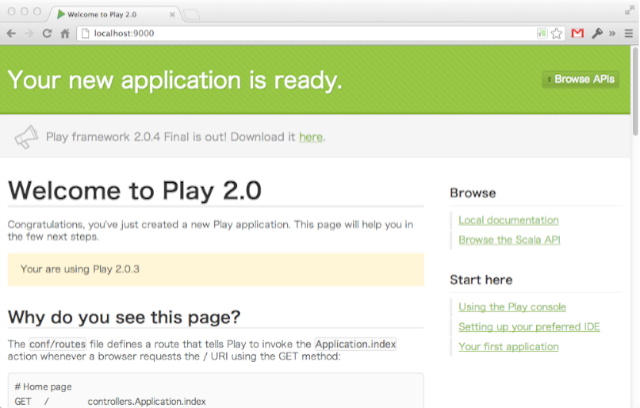 Welcome to Play 2.0
localhost:9000
Your new application is ready.
Browse APIs
Play framework 2.0.4 Final is out! Download it here.
Welcome to Play 2.0
Congratulations, you've just created a new Play application. This page will help you in
the few next steps.
Your are using Play 2.0.3
Why do you see this page?
The conf/routes file defines a route that tells Play to invoke the Application.index
action whenever a browser requests the / URI using the GET method:
# Home page
GET / controllers.Application.index
Browse
Local documentation
Browse the Scala API
Start here
Using the Play console
Setting up your preferred IDE
Your first application